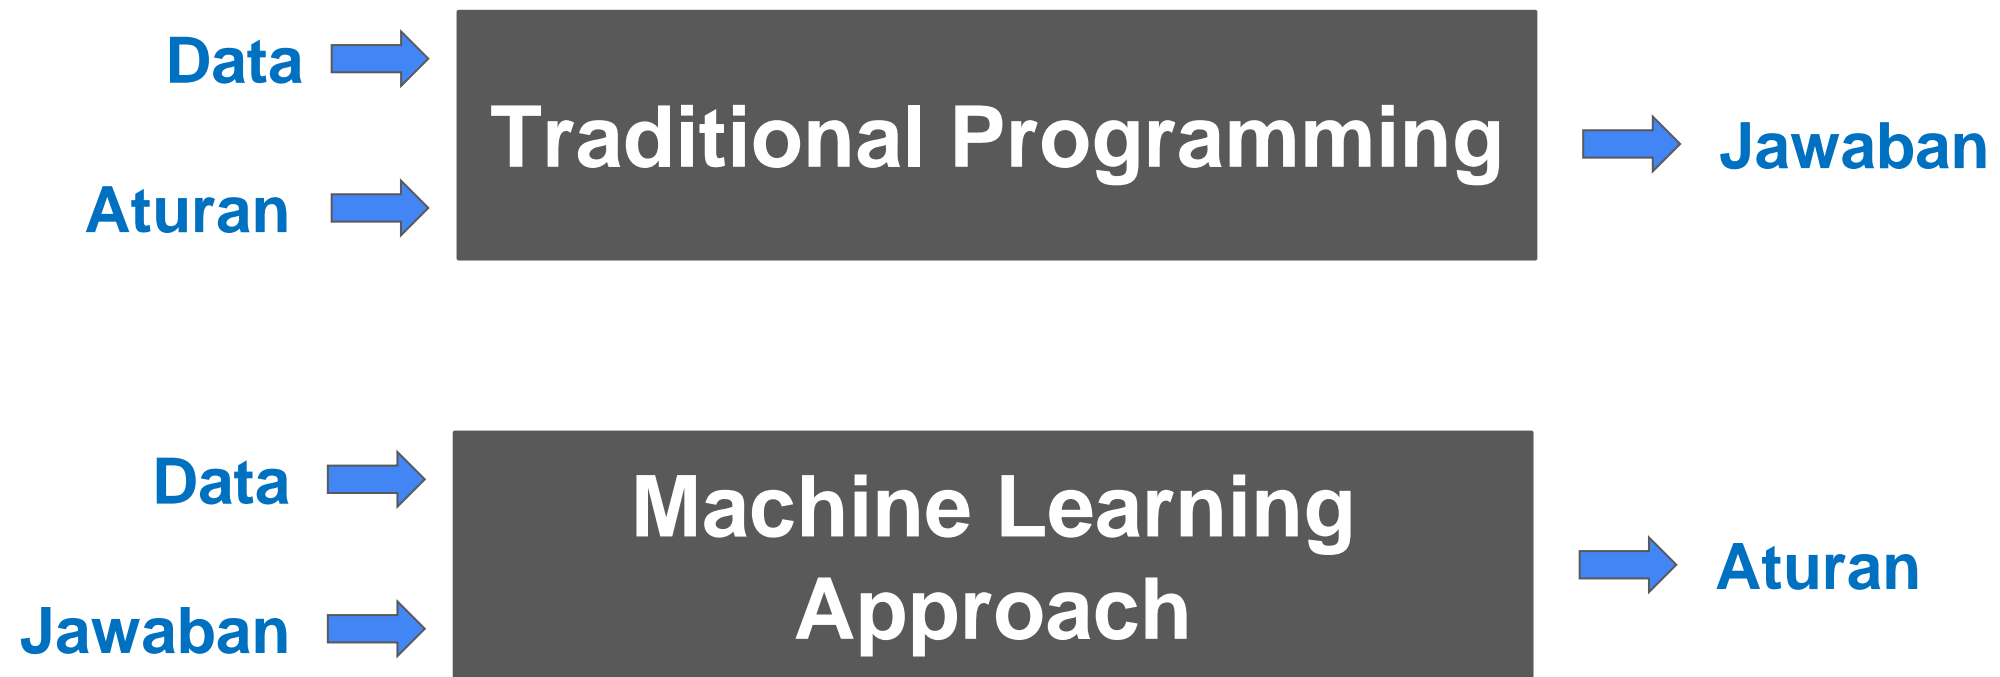 Data
Aturan
Traditional Programming
Jawaban
Data
Jawaban
Machine Learning
Approach
Aturan